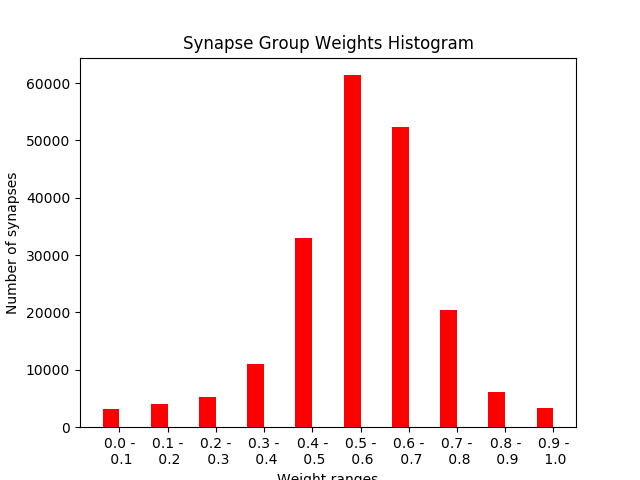 Synapse Group Weights Histogram
Number of synapses
60000
50000
40000
30000
20000
10000
0
0.0 - 0.1 - 0.2 - 0.3 - 0.4 - 0.5 - 0.6 - 0.7 - 0.8 - 0.9 -
0.1 0.2 0.3 0.4 0.5 0.6 0.7 0.8 0.9 1.0
Weight ranges